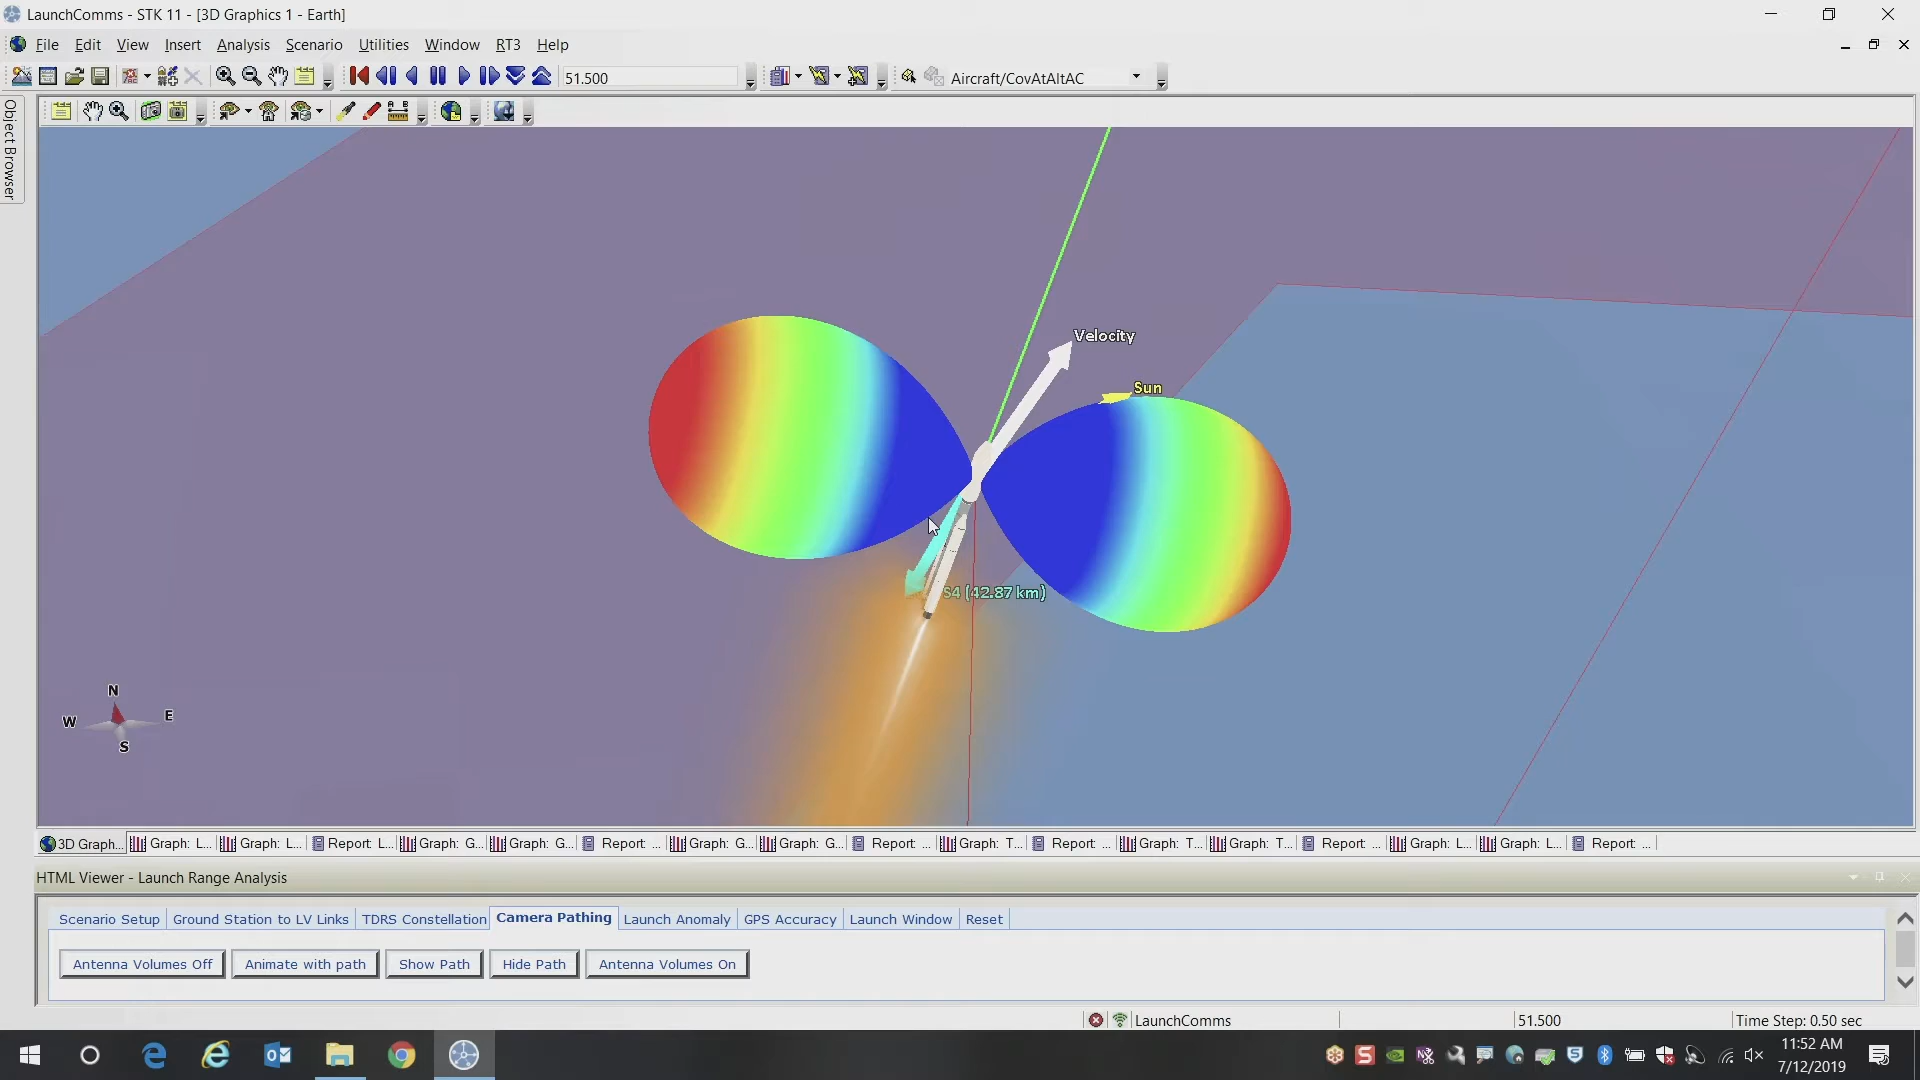 LaunchComms - STK 11 - [3D Graphics 1 - Earth]
File Edit View Insert Analysis Scenario Utilities Window RT3 Help
51.500 Aircraft/CovAtAltAC
Object Browser
Velocity
Sun
S4 (42.87 km)
N
W E
S
3D Graph... Graph: L... Graph: L... Report L... Graph: G... Graph: G... Report ... Graph: G... Graph: G... Report ... Graph: T... Report ... Graph: T... Graph: T... Report ... Graph: L... Graph: L... Report ...
HTML Viewer - Launch Range Analysis
Scenario Setup Ground Station to LV Links TDRS Constellation Camera Pathing Launch Anomaly GPS Accuracy Launch Window Reset
Antenna Volumes Off Animate with path Show Path Hide Path Antenna Volumes On
LaunchComms 51.500 Time Step: 0.50 sec
11:52 AM
7/12/2019